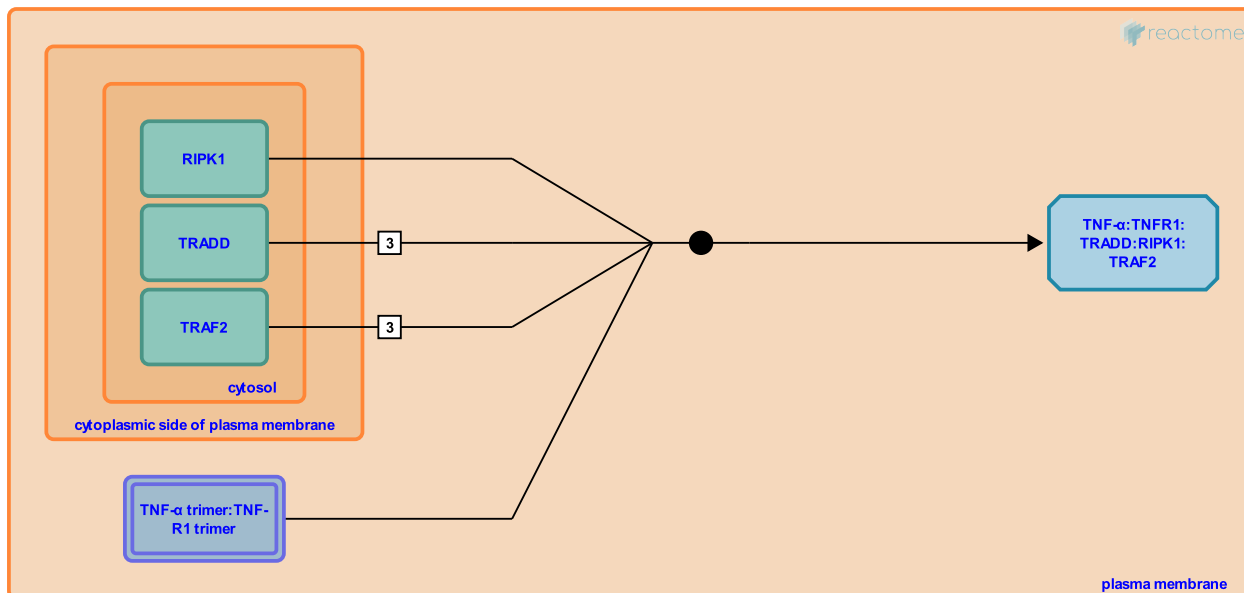 reactome
RIPK1
TRADD
3
TRAF2
3
cytosol
cytoplasmic side of plasma membrane
TNF-α trimer:TNF-
R1 trimer
TNF-α:TNFR1:
TRADD:RIPK1:
TRAF2
plasma membrane